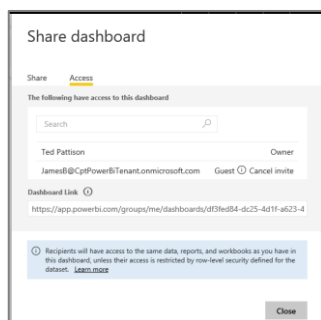 Share dashboard
Share Access
The following have access to this dashboard
Search
Ted Pattison Owner
JamesB@CptPowerBiTenant.onmicrosoft.com Guest Cancel invite
Dashboard Link
https://app.powerbi.com/groups/me/dashboards/df3fed84-dc25-4d1f-a623-4
Recipients will have access to the same data, reports, and workbooks as you have in
this dashboard, unless their access is restricted by row-level security defined for the
dataset. Learn more
Close